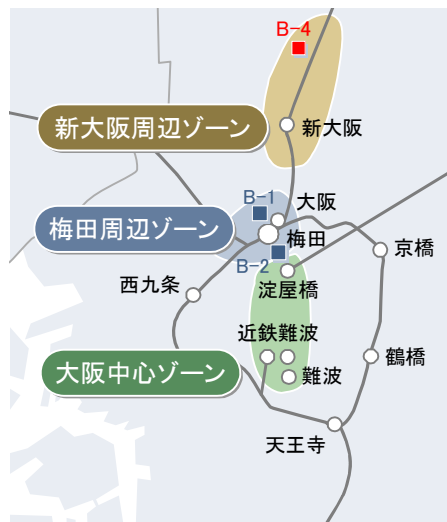 B-4
新大阪周辺ゾーン
新大阪
B-1
大阪
梅田周辺ゾーン
梅田
京橋
B-2
西九条
淀屋橋
近鉄難波
鶴橋
大阪中心ゾーン
難波
天王寺